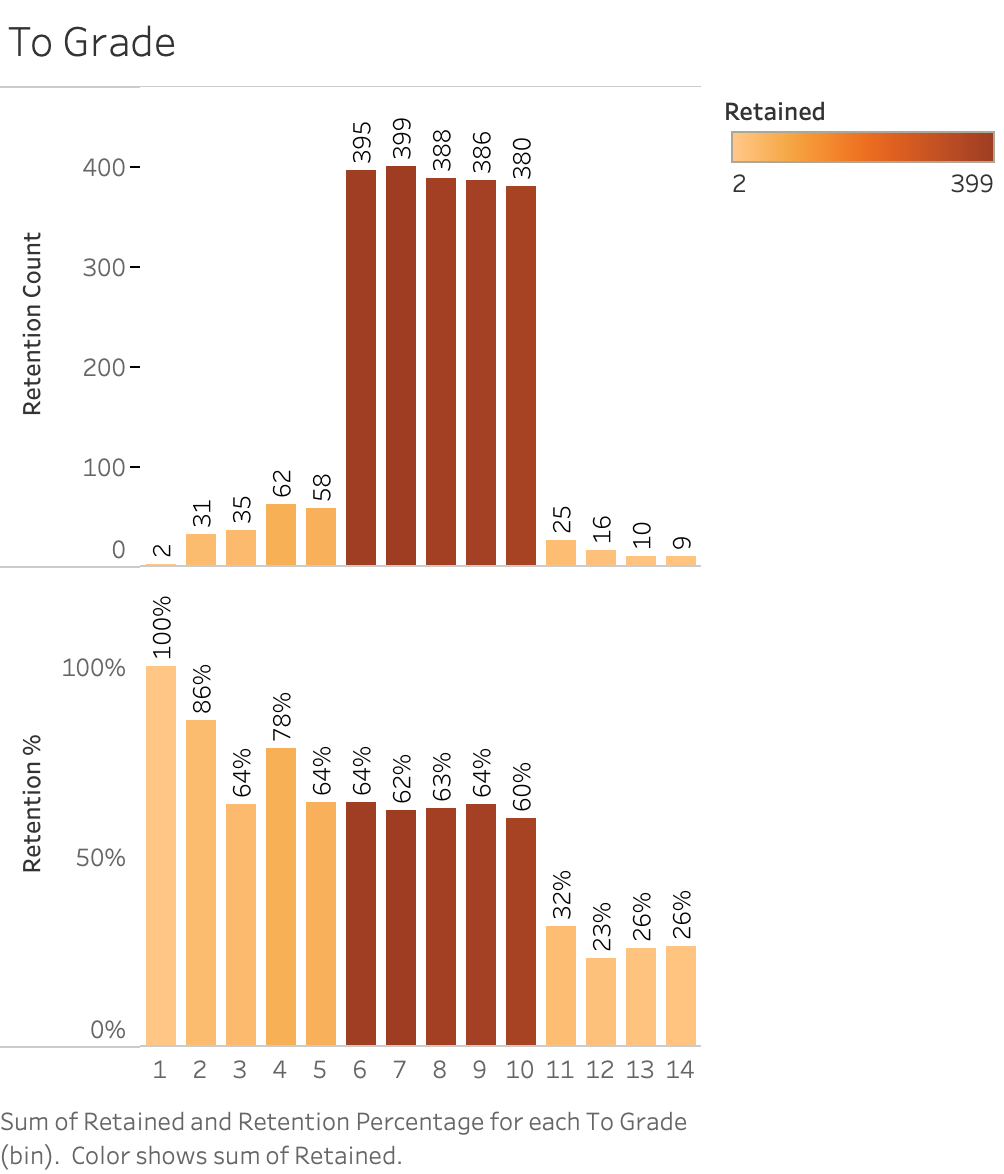 To Grade
Retained
2 399
Retention Count
400
300
200
100
0
2 31 35 62 58 395 399 388 386 380 25 16 10 9
Retention %
100%
50%
0%
100% 86% 64% 78% 64% 64% 62% 63% 64% 60% 32% 23% 26% 26%
1 2 3 4 5 6 7 8 9 10 11 12 13 14
Sum of Retained and Retention Percentage for each To Grade
(bin). Color shows sum of Retained.